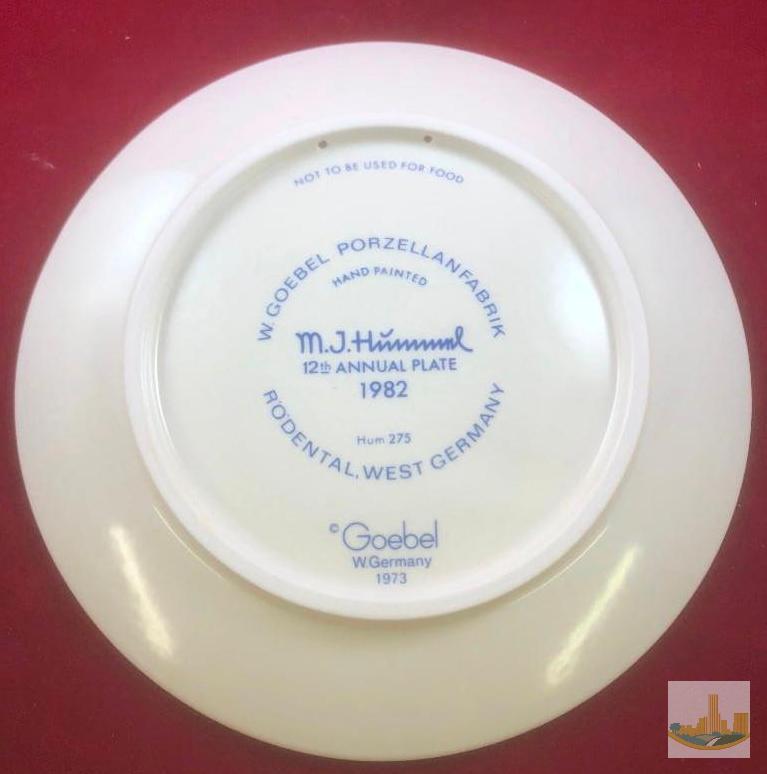 NOT TO BE USED FOR FOOD
W. GOEBEL PORZELLANFABRIK
HAND PAINTED
M.J.Hummel
12th ANNUAL PLATE
1982
Hum 275
RÖDENTAL, WEST GERMANY
© Goebel
W.Germany
1973